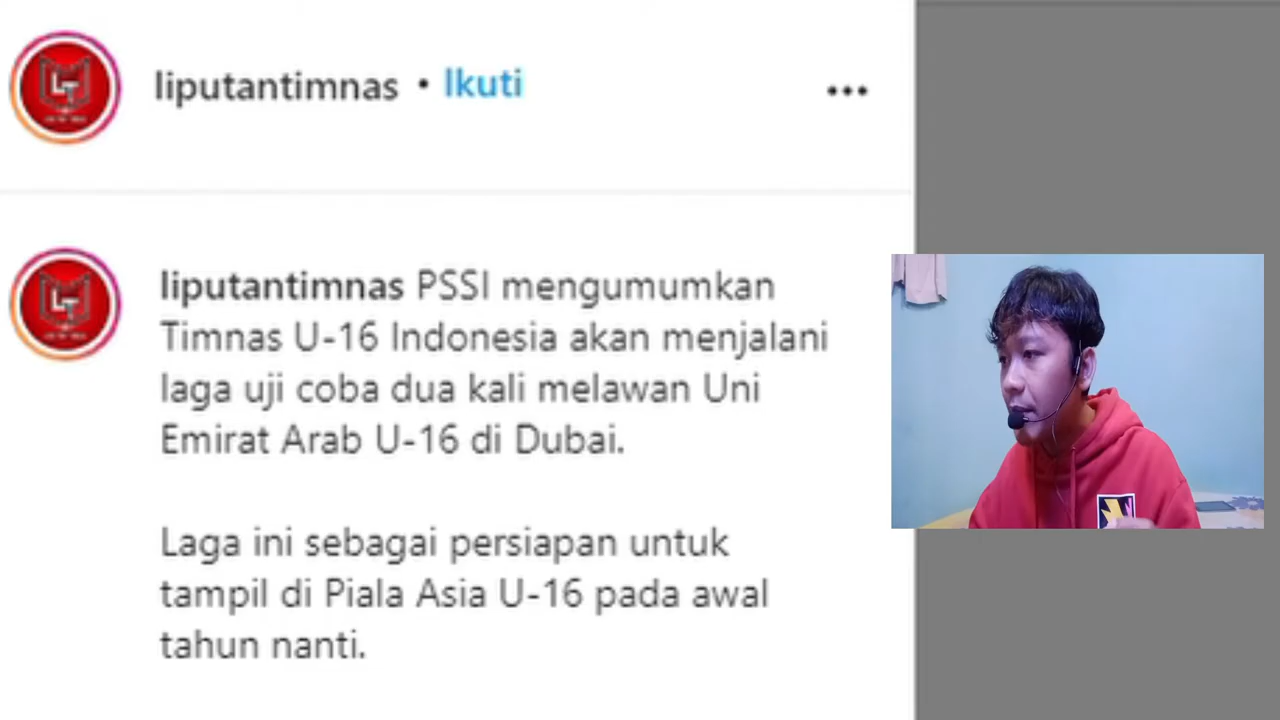 liputantimnas • Ikuti
liputantimnas PSSI mengumumkan
Timnas U-16 Indonesia akan menjalani
laga uji coba dua kali melawan Uni
Emirat Arab U-16 di Dubai.
Laga ini sebagai persiapan untuk
tampil di Piala Asia U-16 pada awal
tahun nanti.